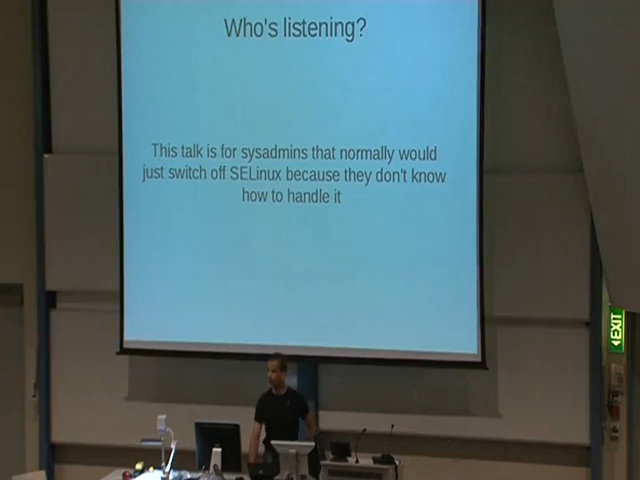 Who's listening?
This talk is for sysadmins that normally would
just switch off SELinux because they don't know
how to handle it
EXIT